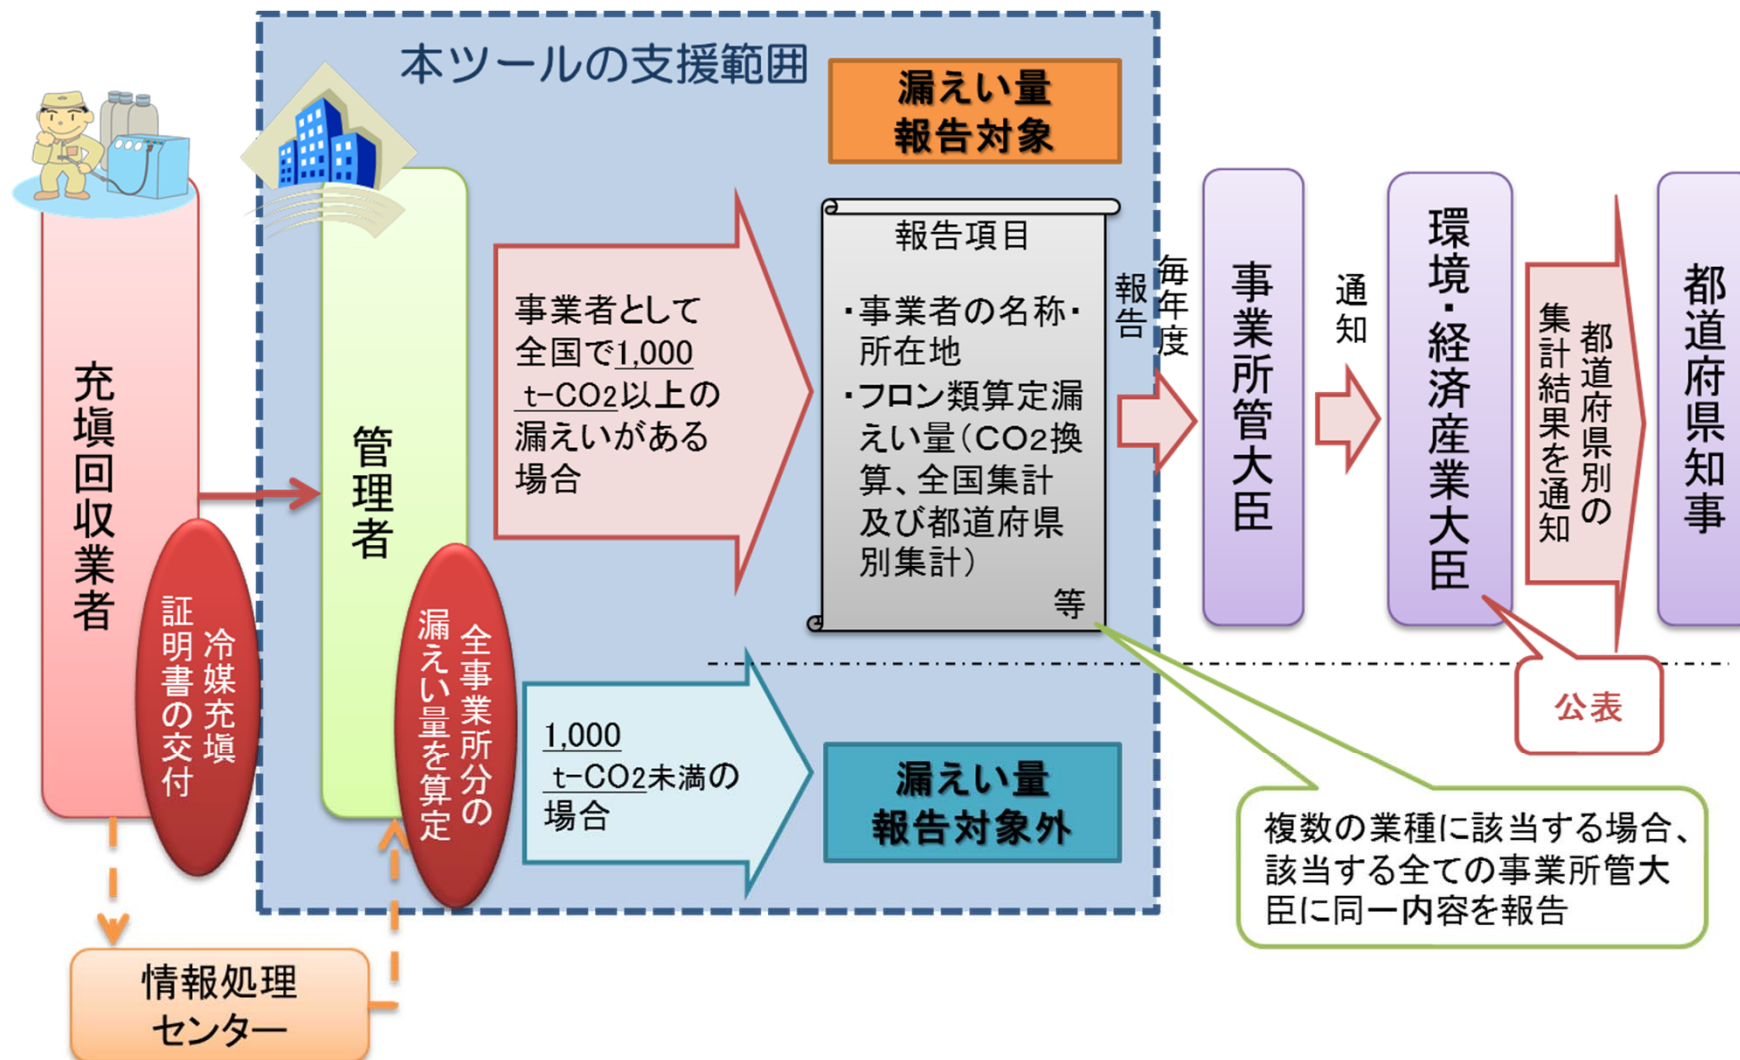 本ツールの支援範囲
漏えい量
報告対象
充塡回収業者
冷媒充塡
証明書の交付
管理者
全事業所分の
漏えい量を算定
事業者として
全国で1,000
t-CO2以上の
漏えいがある
場合
報告項目
・事業者の名称・
所在地
・フロン類算定漏
えい量(CO2換
算、全国集計
及び都道府県
別集計)
等
毎年度
報告
事業所管大臣
通知
環境・経済産業大臣
都道府県別の
集計結果を通知
都道府県知事
公表
1,000
t-CO2未満の
場合
漏えい量
報告対象外
複数の業種に該当する場合、
該当する全ての事業所管大
臣に同一内容を報告
情報処理
センター